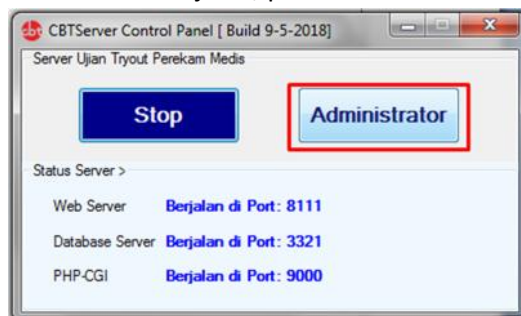 CBTServer Control Panel [ Build 9-5-2018]
Server Ujian Tryout Perekam Medis
Stop
Administrator
Status Server >
Web Server Berjalan di Port: 8111
Database Server Berjalan di Port: 3321
PHP-CGI Berjalan di Port: 9000